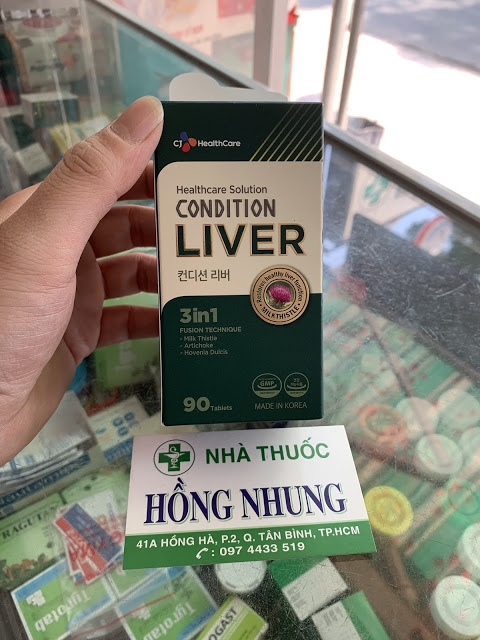 CJ HealthCare
Healthcare Solution
CONDITION
LIVER
컨디션 리버
MILKTHISTLE
3in1
FUSION TECHNIQUE
- Milk Thistle
- Artichoke
- Hovenia Dulcis
GMP
90 Tablets
MADE IN KOREA
NHÀ THUỐC
HỒNG NHUNG
41A HỒNG HÀ, P.2, Q. TÂN BÌNH, TP.HCM
: 097 4433 519
Tyrotab
Tyrotab